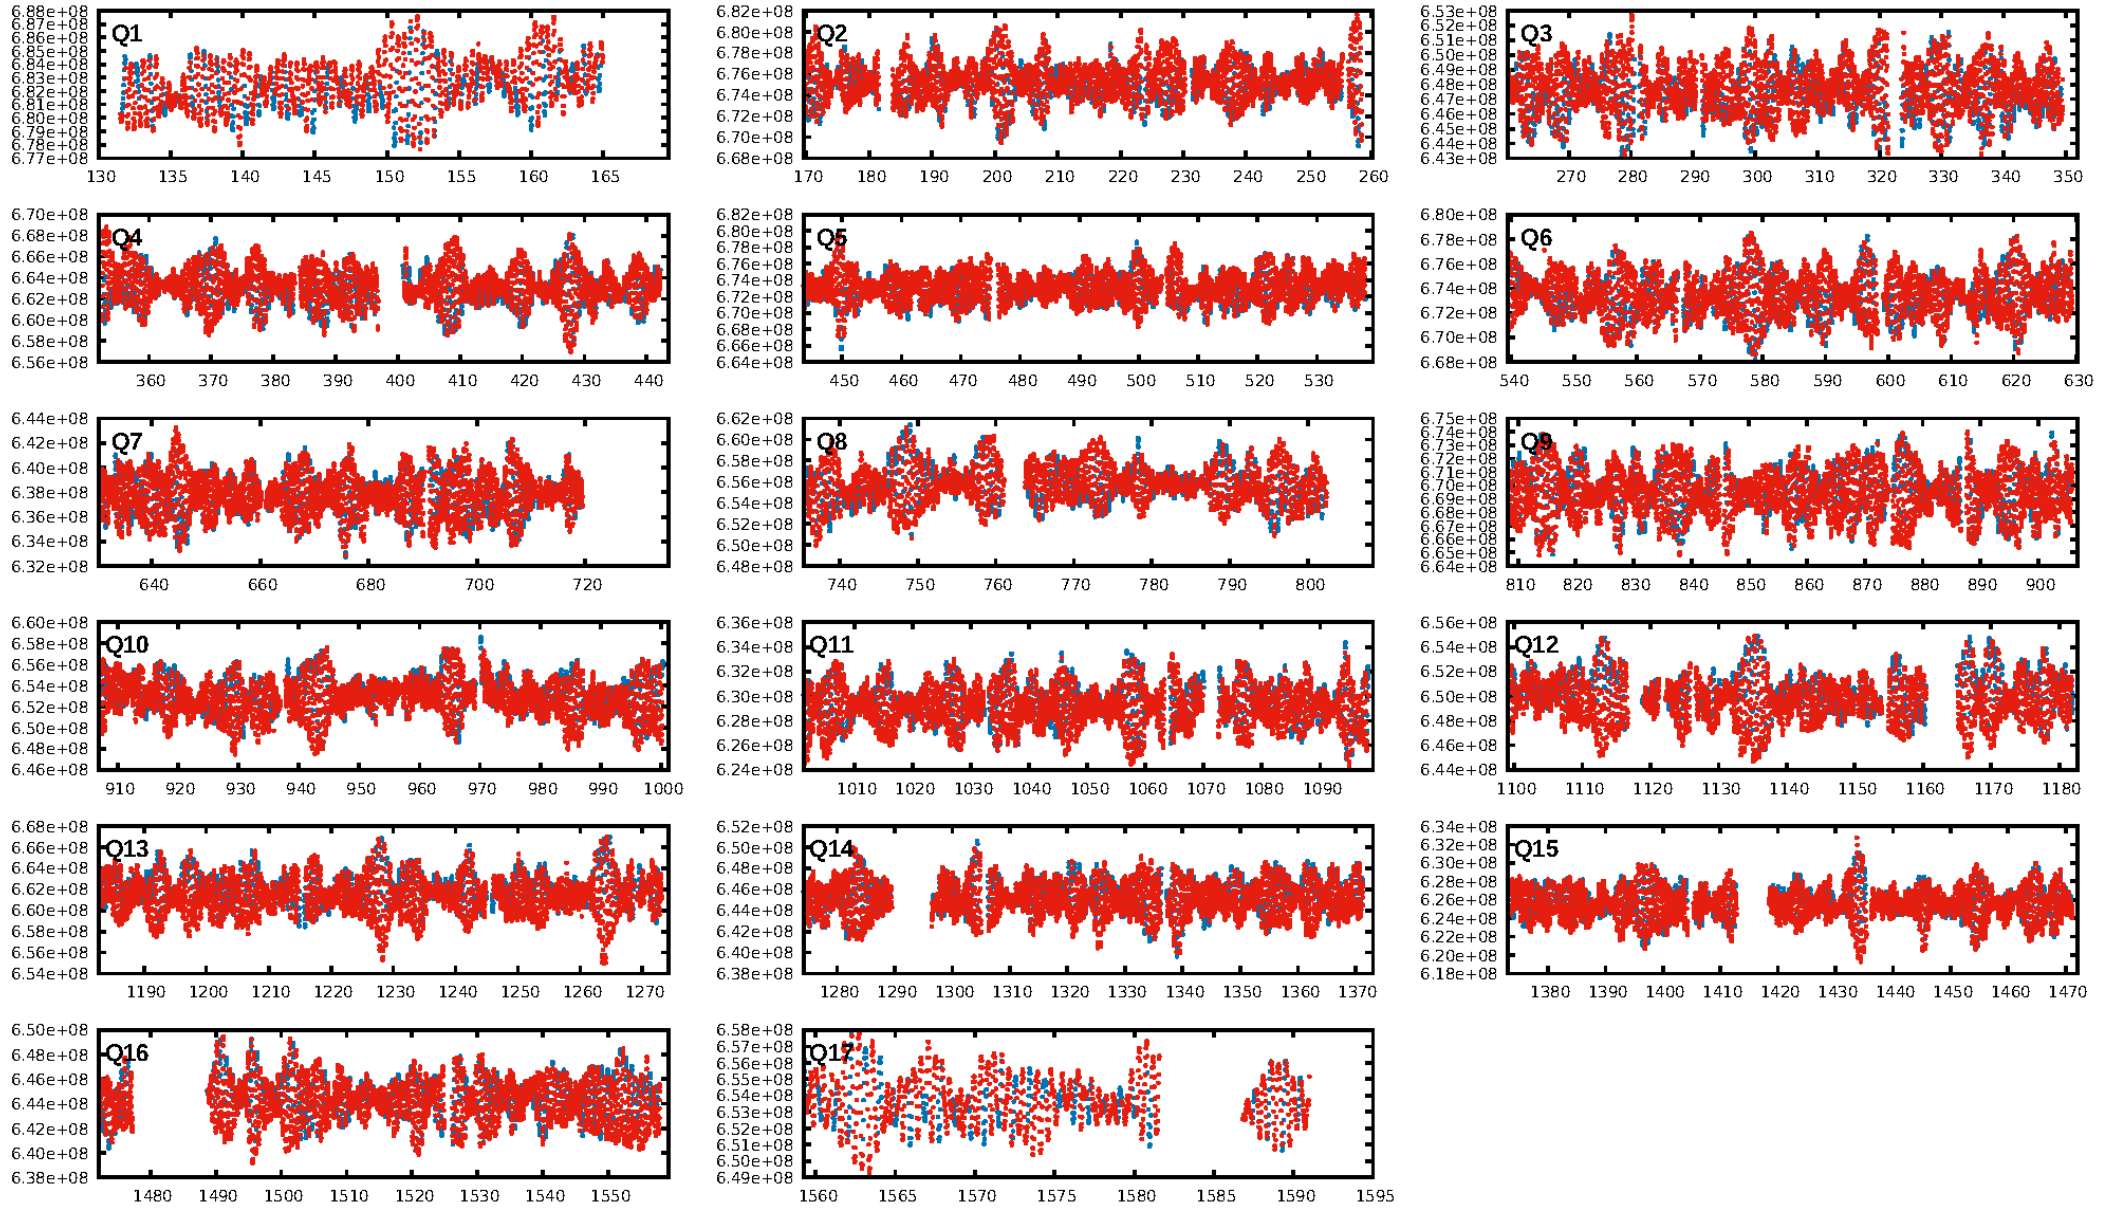 Q1
6.88e+08
6.87e+08
6.86e+08
6.85e+08
6.84e+08
6.83e+08
6.82e+08
6.81e+08
6.80e+08
6.79e+08
6.78e+08
6.77e+08
130 135 140 145 150 155 160 165
Q2
6.82e+08
6.80e+08
6.78e+08
6.76e+08
6.74e+08
6.72e+08
6.70e+08
6.68e+08
170 180 190 200 210 220 230 240 250 260
Q3
6.53e+08
6.52e+08
6.51e+08
6.50e+08
6.49e+08
6.48e+08
6.47e+08
6.46e+08
6.45e+08
6.44e+08
6.43e+08
270 280 290 300 310 320 330 340 350
Q4
6.70e+08
6.68e+08
6.66e+08
6.64e+08
6.62e+08
6.60e+08
6.58e+08
6.56e+08
360 370 380 390 400 410 420 430 440
Q5
6.82e+08
6.80e+08
6.78e+08
6.76e+08
6.74e+08
6.72e+08
6.70e+08
6.68e+08
6.66e+08
6.64e+08
450 460 470 480 490 500 510 520 530
Q6
6.80e+08
6.78e+08
6.76e+08
6.74e+08
6.72e+08
6.70e+08
6.68e+08
540 550 560 570 580 590 600 610 620 630
Q7
6.44e+08
6.42e+08
6.40e+08
6.38e+08
6.36e+08
6.34e+08
6.32e+08
640 660 680 700 720
Q8
6.62e+08
6.60e+08
6.58e+08
6.56e+08
6.54e+08
6.52e+08
6.50e+08
6.48e+08
740 750 760 770 780 790 800
Q9
6.75e+08
6.74e+08
6.73e+08
6.72e+08
6.71e+08
6.70e+08
6.69e+08
6.68e+08
6.67e+08
6.66e+08
6.65e+08
6.64e+08
810 820 830 840 850 860 870 880 890 900
Q10
6.60e+08
6.58e+08
6.56e+08
6.54e+08
6.52e+08
6.50e+08
6.48e+08
6.46e+08
910 920 930 940 950 960 970 980 990 1000
Q11
6.36e+08
6.34e+08
6.32e+08
6.30e+08
6.28e+08
6.26e+08
6.24e+08
1010 1020 1030 1040 1050 1060 1070 1080 1090
Q12
6.56e+08
6.54e+08
6.52e+08
6.50e+08
6.48e+08
6.46e+08
6.44e+08
1100 1110 1120 1130 1140 1150 1160 1170 1180
Q13
6.68e+08
6.66e+08
6.64e+08
6.62e+08
6.60e+08
6.58e+08
6.56e+08
6.54e+08
1190 1200 1210 1220 1230 1240 1250 1260 1270
Q14
6.52e+08
6.50e+08
6.48e+08
6.46e+08
6.44e+08
6.42e+08
6.40e+08
6.38e+08
1280 1290 1300 1310 1320 1330 1340 1350 1360 1370
Q15
6.34e+08
6.32e+08
6.30e+08
6.28e+08
6.26e+08
6.24e+08
6.22e+08
6.20e+08
6.18e+08
1380 1390 1400 1410 1420 1430 1440 1450 1460 1470
Q16
6.50e+08
6.48e+08
6.46e+08
6.44e+08
6.42e+08
6.40e+08
6.38e+08
1480 1490 1500 1510 1520 1530 1540 1550
Q17
6.58e+08
6.57e+08
6.56e+08
6.55e+08
6.54e+08
6.53e+08
6.52e+08
6.51e+08
6.50e+08
6.49e+08
1560 1565 1570 1575 1580 1585 1590 1595